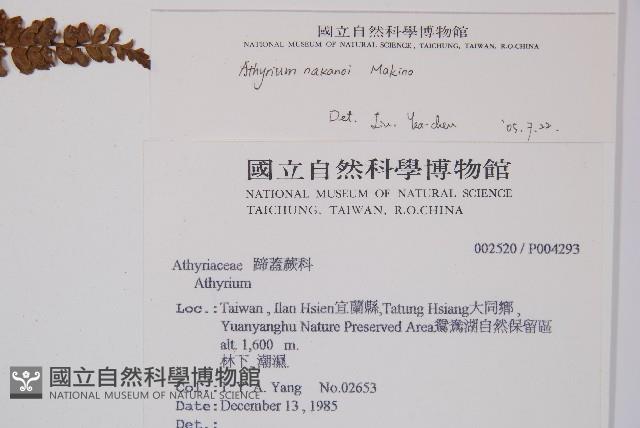 國立自然科學博物館
NATIONAL MUSEUM OF NATURAL SCIENCE, TAICHUNG, TAIWAN, R.O.CHINA
Athyrium nakanoi Makino
Det. Liu. Yea-chen '05.7.22.
國立自然科學博物館
NATIONAL MUSEUM OF NATURAL SCIENCE
TAICHUNG, TAIWAN, R.O.CHINA
002520 / P004293
Athyriaceae 蹄蓋蕨科
Athyrium
Loc.: Taiwan , Ilan Hsien宜蘭縣,Tatung Hsiang大同鄉 ,
Yuanyanghu Nature Preserved Area鴛鴦湖自然保留區
alt. 1,600 m.
林下 潮濕.
Col.: T. Y. A. Yang No.02653
Date: December 13 , 1985
Det.:
國立自然科學博物館
NATIONAL MUSEUM OF NATURAL SCIENCE